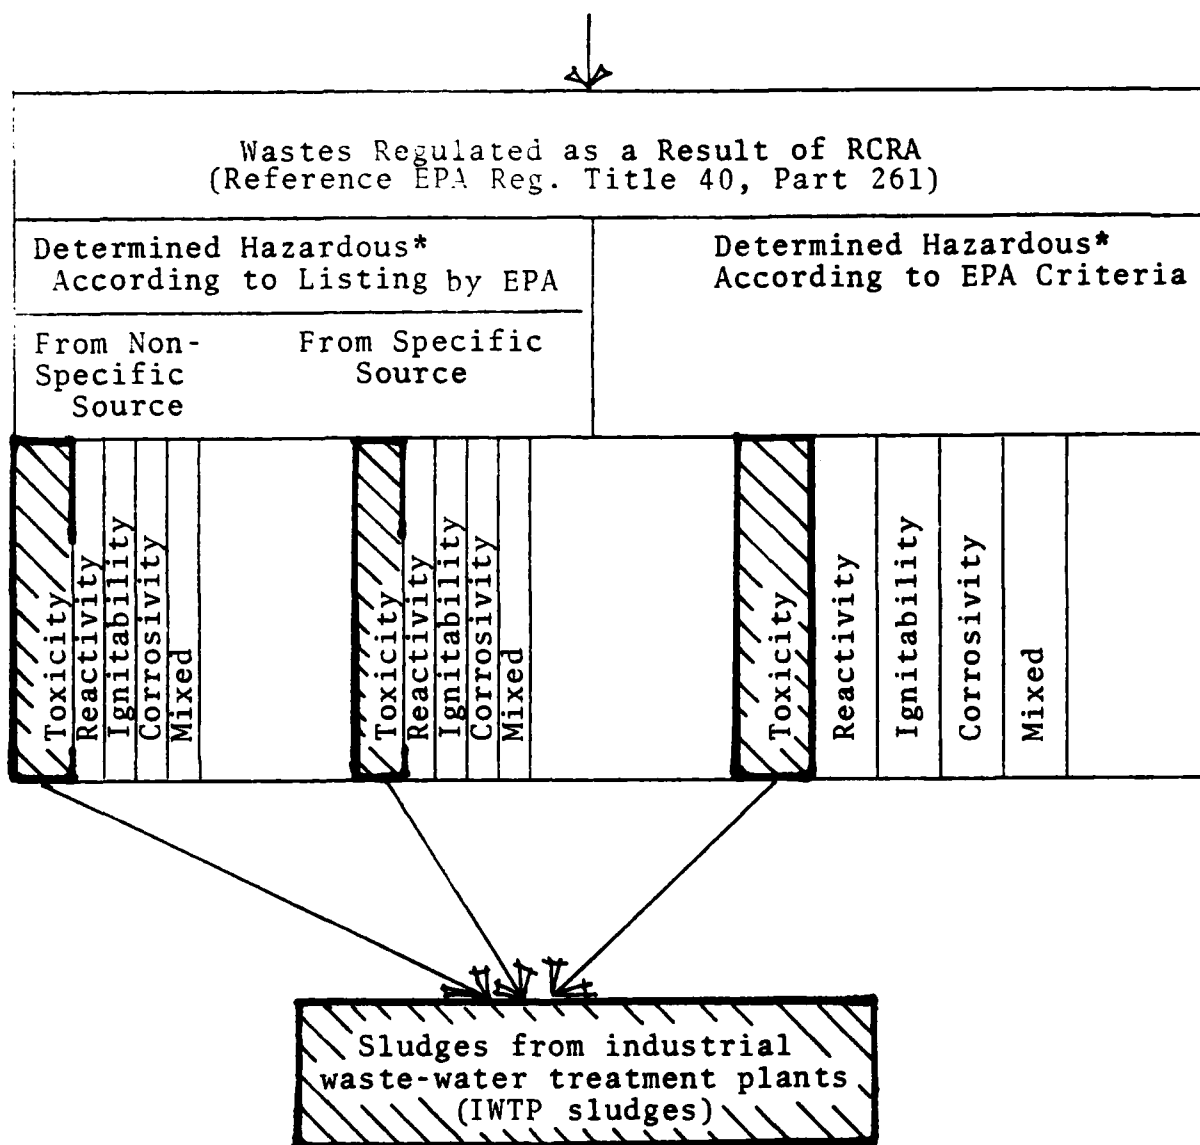 Wastes Regulated as a Result of RCRA
(Reference EPA Reg. Title 40, Part 261)
Determined Hazardous*
According to Listing by EPA
Determined Hazardous*
According to EPA Criteria
From Non-
Specific
Source
From Specific
Source
Toxicity
Reactivity
Ignitability
Corrosivity
Mixed
Toxicity
Reactivity
Ignitability
Corrosivity
Mixed
Toxicity
Reactivity
Ignitability
Corrosivity
Mixed
Sludges from industrial
waste-water treatment plants
(IWTP sludges)